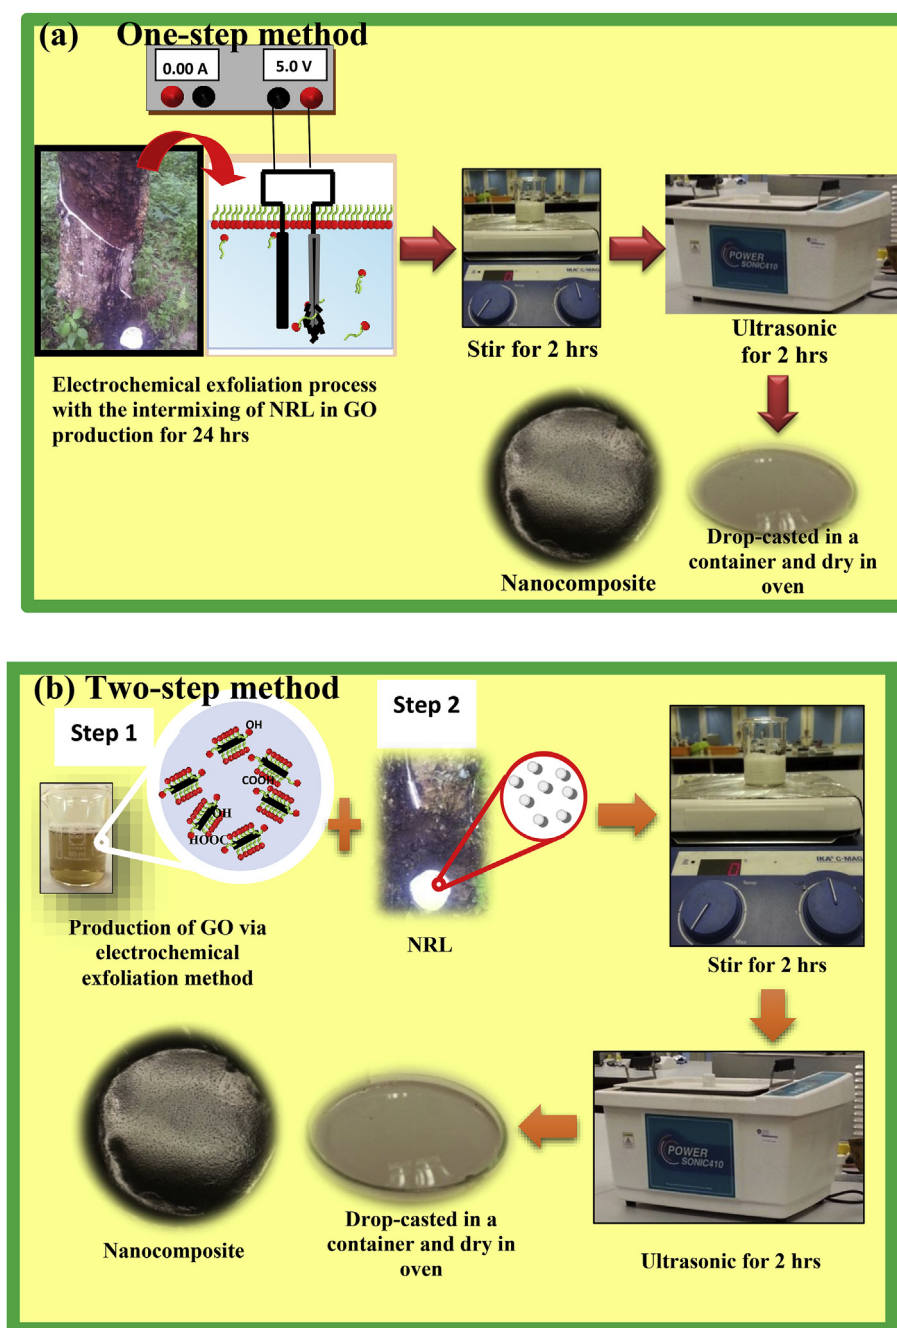 (a) One-step method
0.00 A
5.0 V
Stir for 2 hrs
POWER
SONIC410
Ultrasonic
for 2 hrs
Electrochemical exfoliation process
with the intermixing of NRL in GO
production for 24 hrs
Drop-casted in a
container and dry in
oven
Nanocomposite
(b) Two-step method
Step 1
OH
COOH
OH
HOOC
Step 2
IKA® C-MAG
Production of GO via
electrochemical
exfoliation method
NRL
Stir for 2 hrs
POWER
SONIC410
Nanocomposite
Drop-casted in a
container and dry in
oven
Ultrasonic for 2 hrs